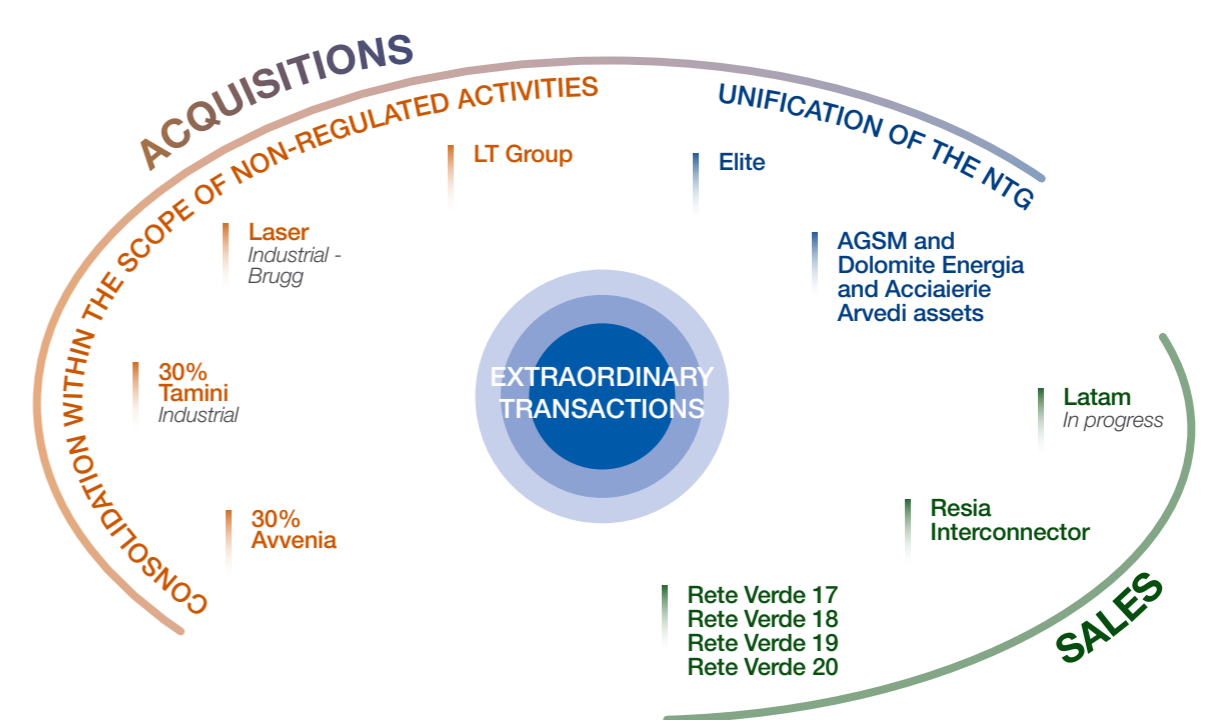 ACQUISITIONS
CONSOLIDATION WITHIN THE SCOPE OF NON-REGULATED ACTIVITIES
UNIFICATION OF THE NTG
LT Group
Elite
Laser
Industrial -
Brugg
AGSM and
Dolomite Energia
and Acciaierie
Arvedi assets
30%
Tamini
Industrial
EXTRAORDINARY
TRANSACTIONS
Latam
In progress
30%
Avvenia
Resia
Interconnector
Rete Verde 17
Rete Verde 18
Rete Verde 19
Rete Verde 20
SALES